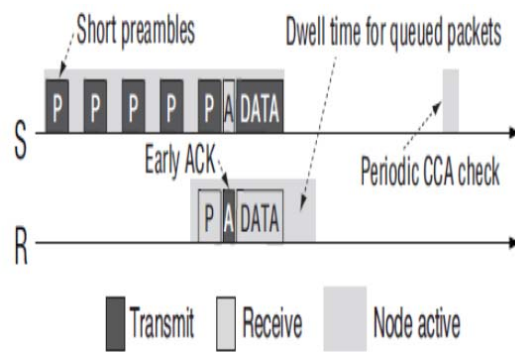 Short preambles
Dwell time for queued packets
P P P P P A DATA
S
Early ACK
Periodic CCA check
P A DATA
R
Transmit Receive Node active